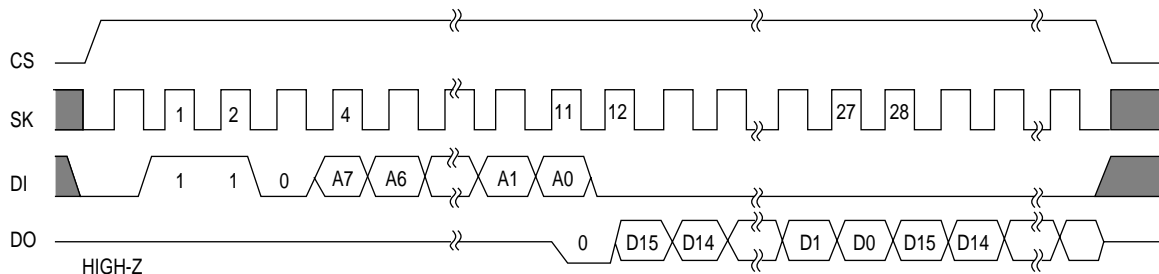 CS
SK 1 2 4 11 12 27 28
DI 1 1 0 A7 A6 A1 A0
DO 0 D15 D14 D1 D0 D15 D14
HIGH-Z